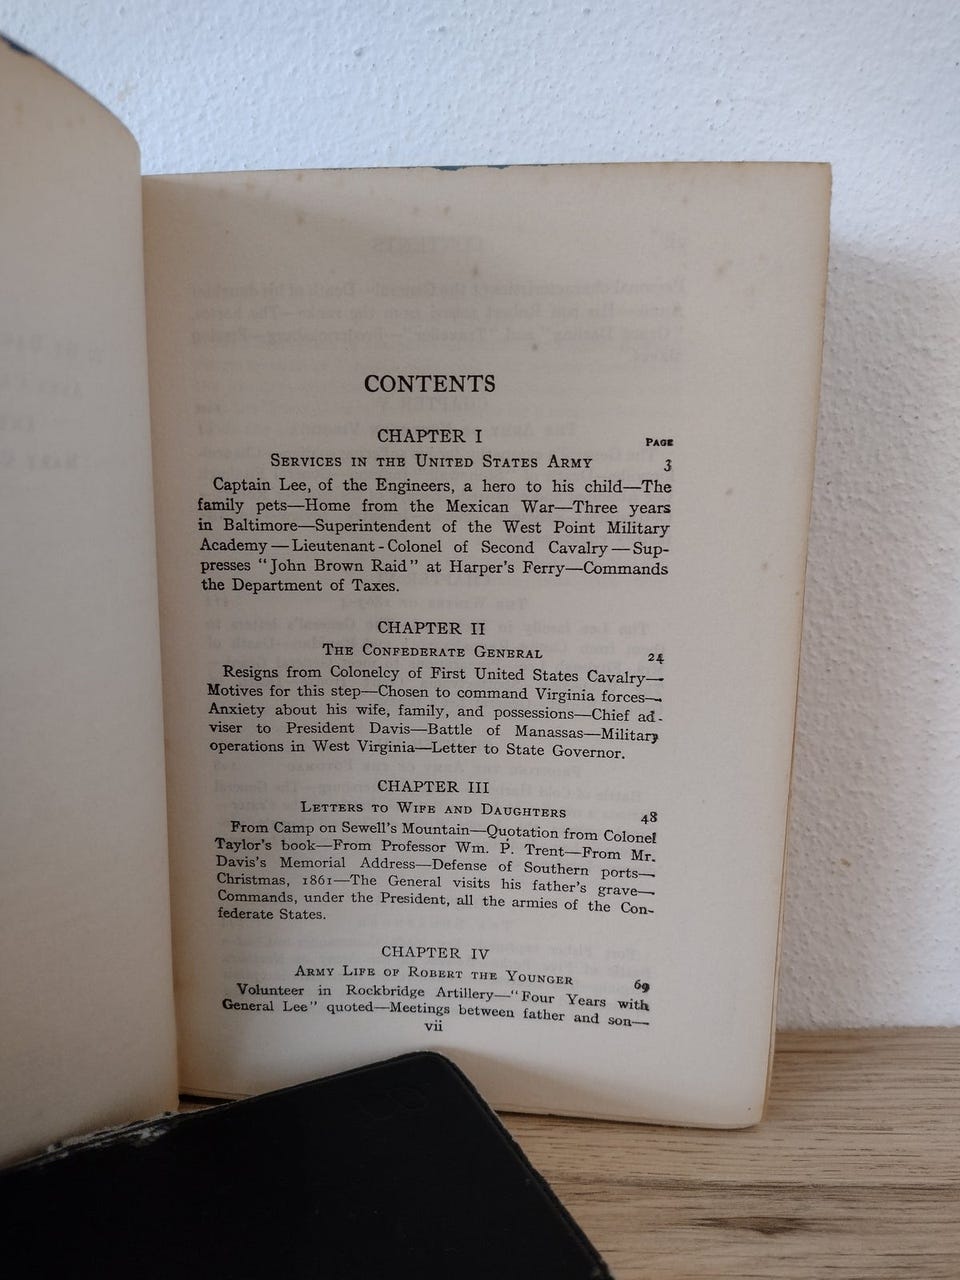 CONTENTS
CHAPTER I
PAGE
SERVICES IN THE UNITED STATES ARMY 3
Captain Lee, of the Engineers, a hero to his child—The
family pets—Home from the Mexican War—Three years
in Baltimore—Superintendent of the West Point Military
Academy—Lieutenant-Colonel of Second Cavalry—Sup-
presses "John Brown Raid" at Harper's Ferry—Commands
the Department of Taxes.
CHAPTER II
THE CONFEDERATE GENERAL 24
Resigns from Colonelcy of First United States Cavalry—
Motives for this step—Chosen to command Virginia forces—
Anxiety about his wife, family, and possessions—Chief ad-
viser to President Davis—Battle of Manassas—Military
operations in West Virginia—Letter to State Governor.
CHAPTER III
LETTERS TO WIFE AND DAUGHTERS 48
From Camp on Sewell's Mountain—Quotation from Colonel
Taylor's book—From Professor Wm. P. Trent—From Mr.
Davis's Memorial Address—Defense of Southern ports—
Christmas, 1861—The General visits his father's grave—
Commands, under the President, all the armies of the Con-
federate States.
CHAPTER IV
ARMY LIFE OF ROBERT THE YOUNGER 69
Volunteer in Rockbridge Artillery—"Four Years with
General Lee" quoted—Meetings between father and son—
vii